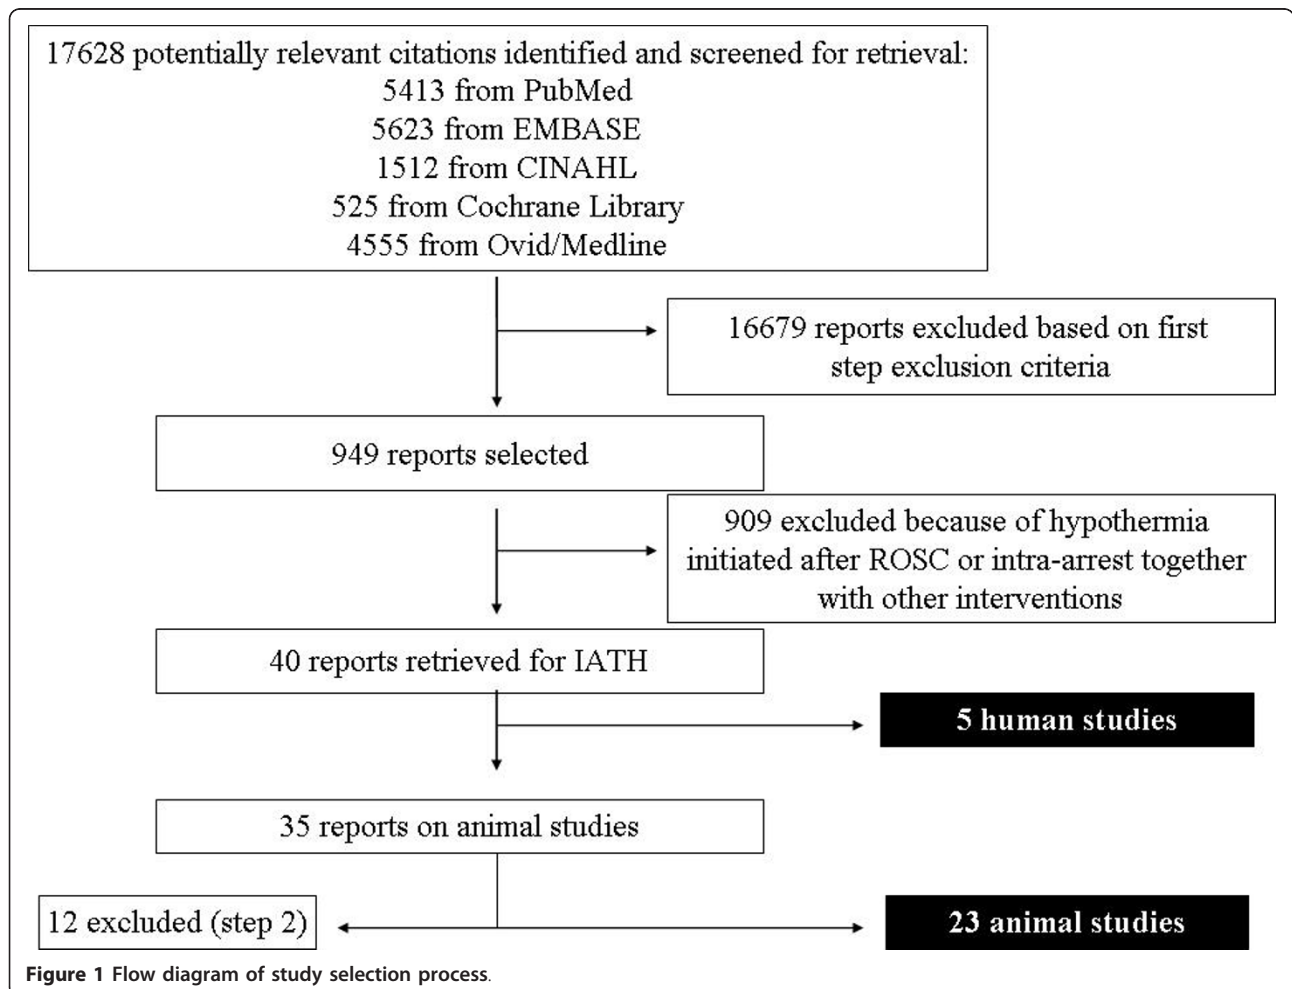 17628 potentially relevant citations identified and screened for retrieval:
5413 from PubMed
5623 from EMBASE
1512 from CINAHL
525 from Cochrane Library
4555 from Ovid/Medline
16679 reports excluded based on first
step exclusion criteria
949 reports selected
909 excluded because of hypothermia
initiated after ROSC or intra-arrest together
with other interventions
40 reports retrieved for IATH
5 human studies
35 reports on animal studies
12 excluded (step 2)
23 animal studies
Figure 1 Flow diagram of study selection process.